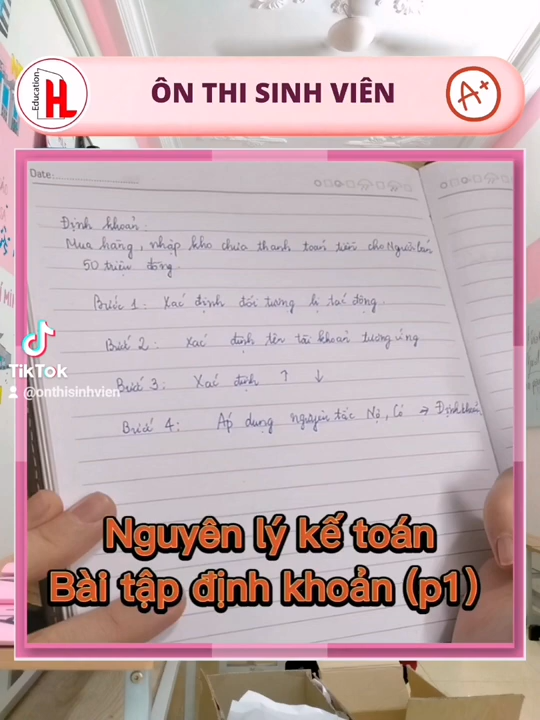 Education
HL
ÔN THI SINH VIÊN
A+
Date:
Định khoản:
Mua hàng, nhập kho chưa thanh toán tiền cho Người bán
50 triệu đồng.
Bước 1: Xác định đối tượng bị tác động.
Bước 2: Xác định tên tài khoản tương ứng
Bước 3: Xác định ↑ ↓
Bước 4: Áp dụng nguyên tắc Nợ, Có → Định khoản
TikTok
@onthisinhvien
Nguyên lý kế toán
Bài tập định khoản (p1)